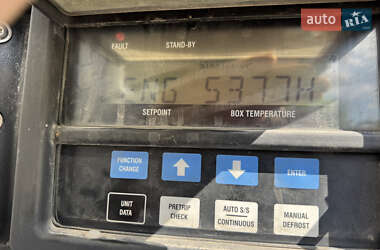 auto RIA
FAULT STAND-BY
ENG 5377H
SETPOINT BOX TEMPERATURE
FUNCTION CHANGE
ENTER
UNIT DATA
PRETRIP CHECK
AUTO S/S
CONTINUOUS
MANUAL DEFROST